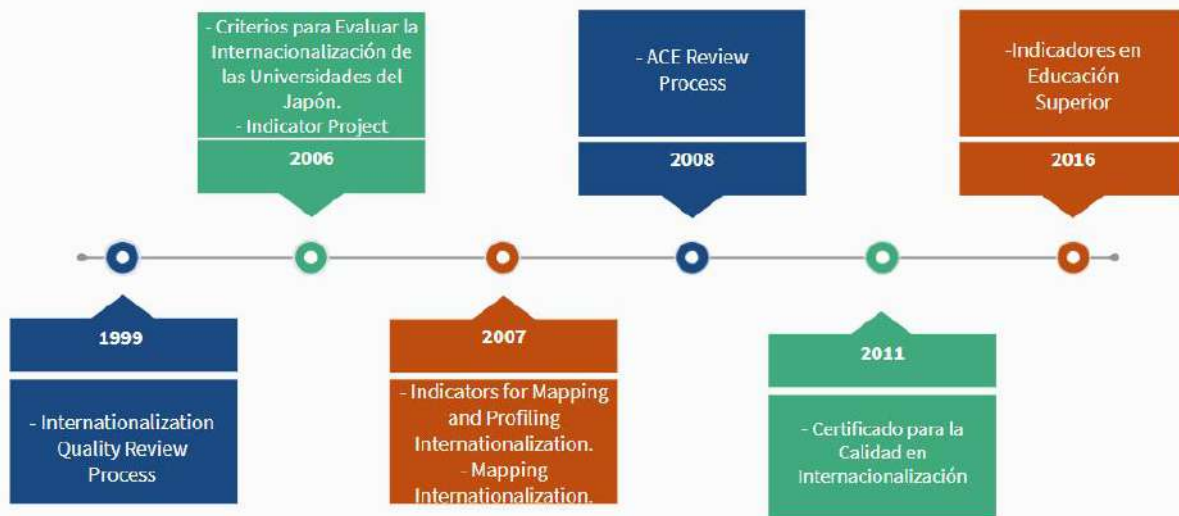 - Criterios para Evaluar la
Internacionalización de
las Universidades del
Japón.
- Indicator Project
2006
- ACE Review
Process
2008
-Indicadores en
Educación
Superior
2016
1999
- Internationalization
Quality Review
Process
2007
- Indicators for Mapping
and Profiling
Internationalization.
- Mapping
Internationalization.
2011
- Certificado para la
Calidad en
Internacionalización